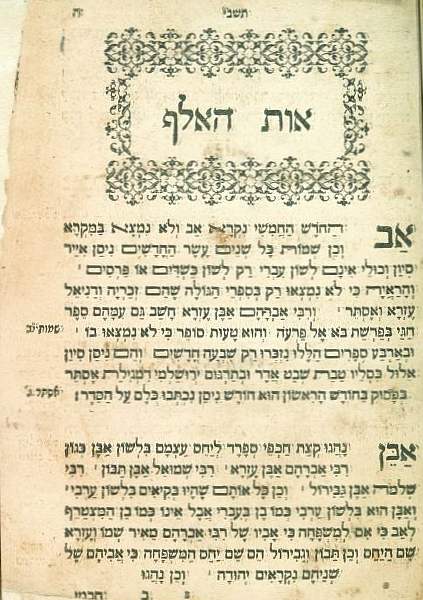 תשבי
ה
אות האלף
אב החדש החמשי נקרא אב ולא נמצא במקרא
וכן שמות כל שנים עשר החדשים ניסן אייר
סיון וכולי אינם לשון עברי רק לשון כשדים או פרסים
והראיה כי לא נמצאו רק בספרי הגולה שהם זכריה ודניאל
עזרא ואסתר ורבי אברהם אבן עזרא חשב גם עמהם ספר
חגי בפרשת בא אל פרעה והוא טעות סופר כי לא נמצאו בו
שמות יב
ובארבע ספרים הללו נזכרו רק שבעה חדשים והם ניסן סיון
אלול כסליו טבת שבט אדר ובתרגום ירושלמי דמגילת אסתר
בפסוק בחודש הראשון הוא חודש ניסן נכתבו כלם על הסדר:
אסתר ג
אבן נהגו קצת חכמי ספרד ליחס עצמם בלשון אבן כגון
רבי אברהם אבן עזרא רבי שמואל אבן תבון רבי
שלמה אבן גבירול וכן כל אותם שהיו בקיאים בלשון ערבי
ואבן הוא בלשון ערבי כמו בן בעברי אבל אינו כמו בן המצטרף
לאב כי אם למשפחה כי אביו של רבי אברהם מאיר שמו ועזרא
שם היחס וכן תבון וגבירול הם שם יחס המשפחה כי אביהם של
שניהם נקראים יהודה וכן נהגו
ב
חכמי